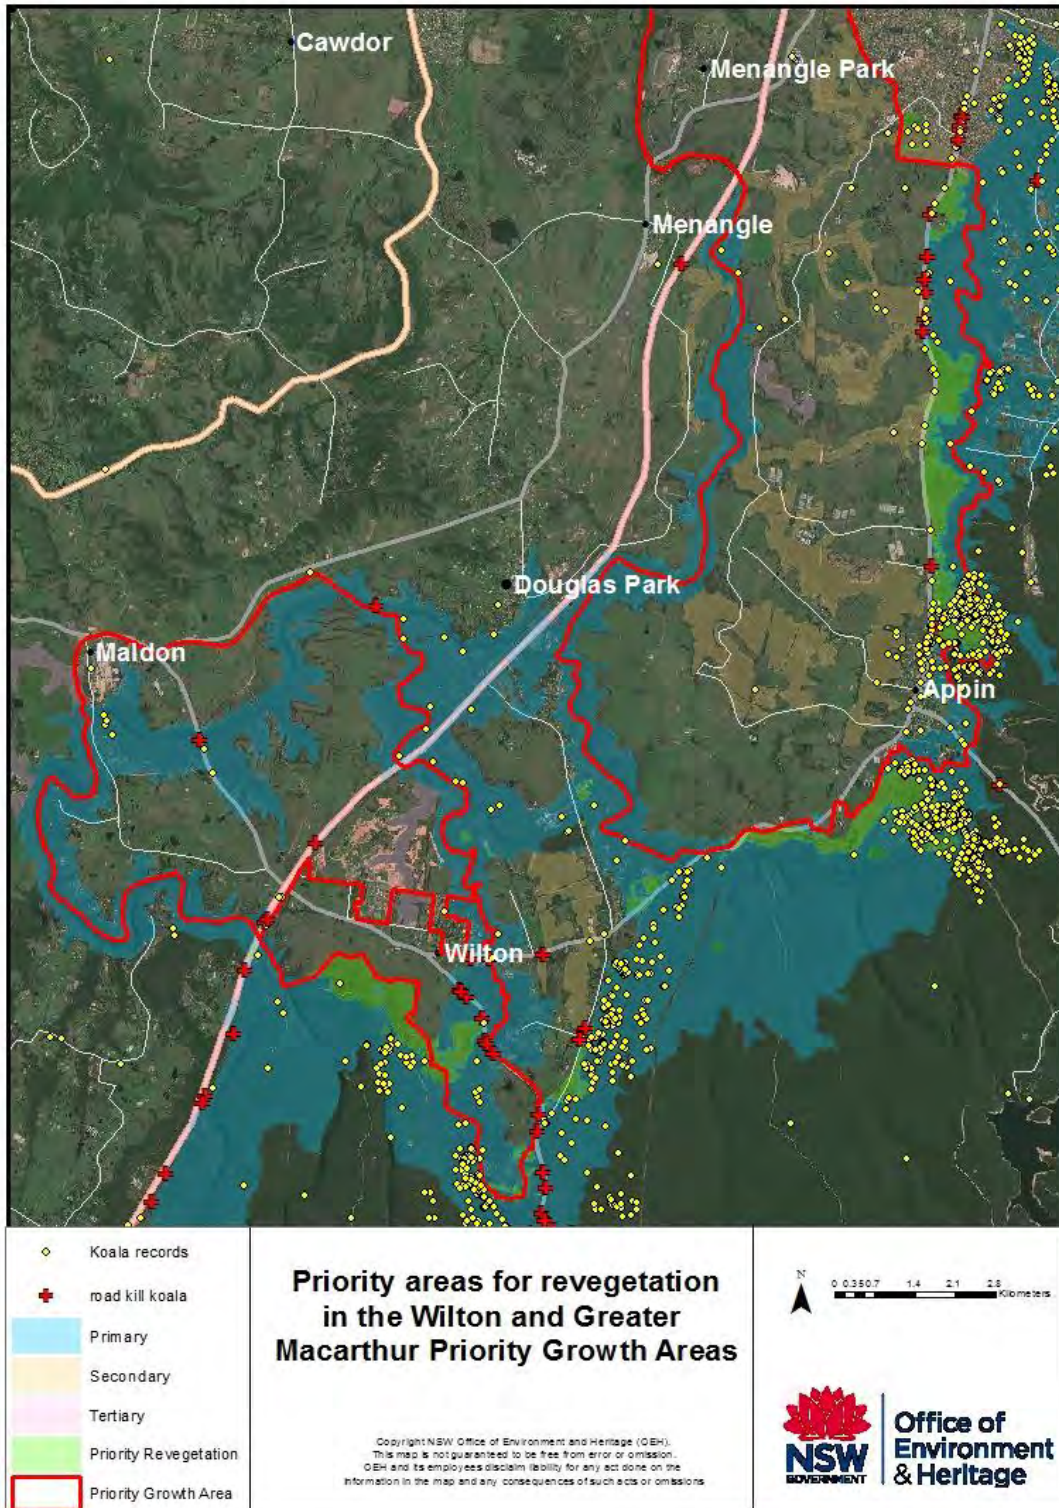 Cawdor
Menangle Park
Menangle
Douglas Park
Maldon
Appin
Wilton
Koala records
road kill koala
Primary
Secondary
Tertiary
Priority Revegetation
Priority Growth Area
Priority areas for revegetation
in the Wilton and Greater
Macarthur Priority Growth Areas
Copyright NSW Office of Environment and Heritage (OEH).
This map is not guaranteed to be free from error or omission.
OEH and its employees disclaim liability for any act done on the
information in the map and any consequences of such acts or omissions
N
0 0.35 0.7 1.4 2.1 2.8
Kilometers
NSW
GOVERNMENT
Office of
Environment
& Heritage